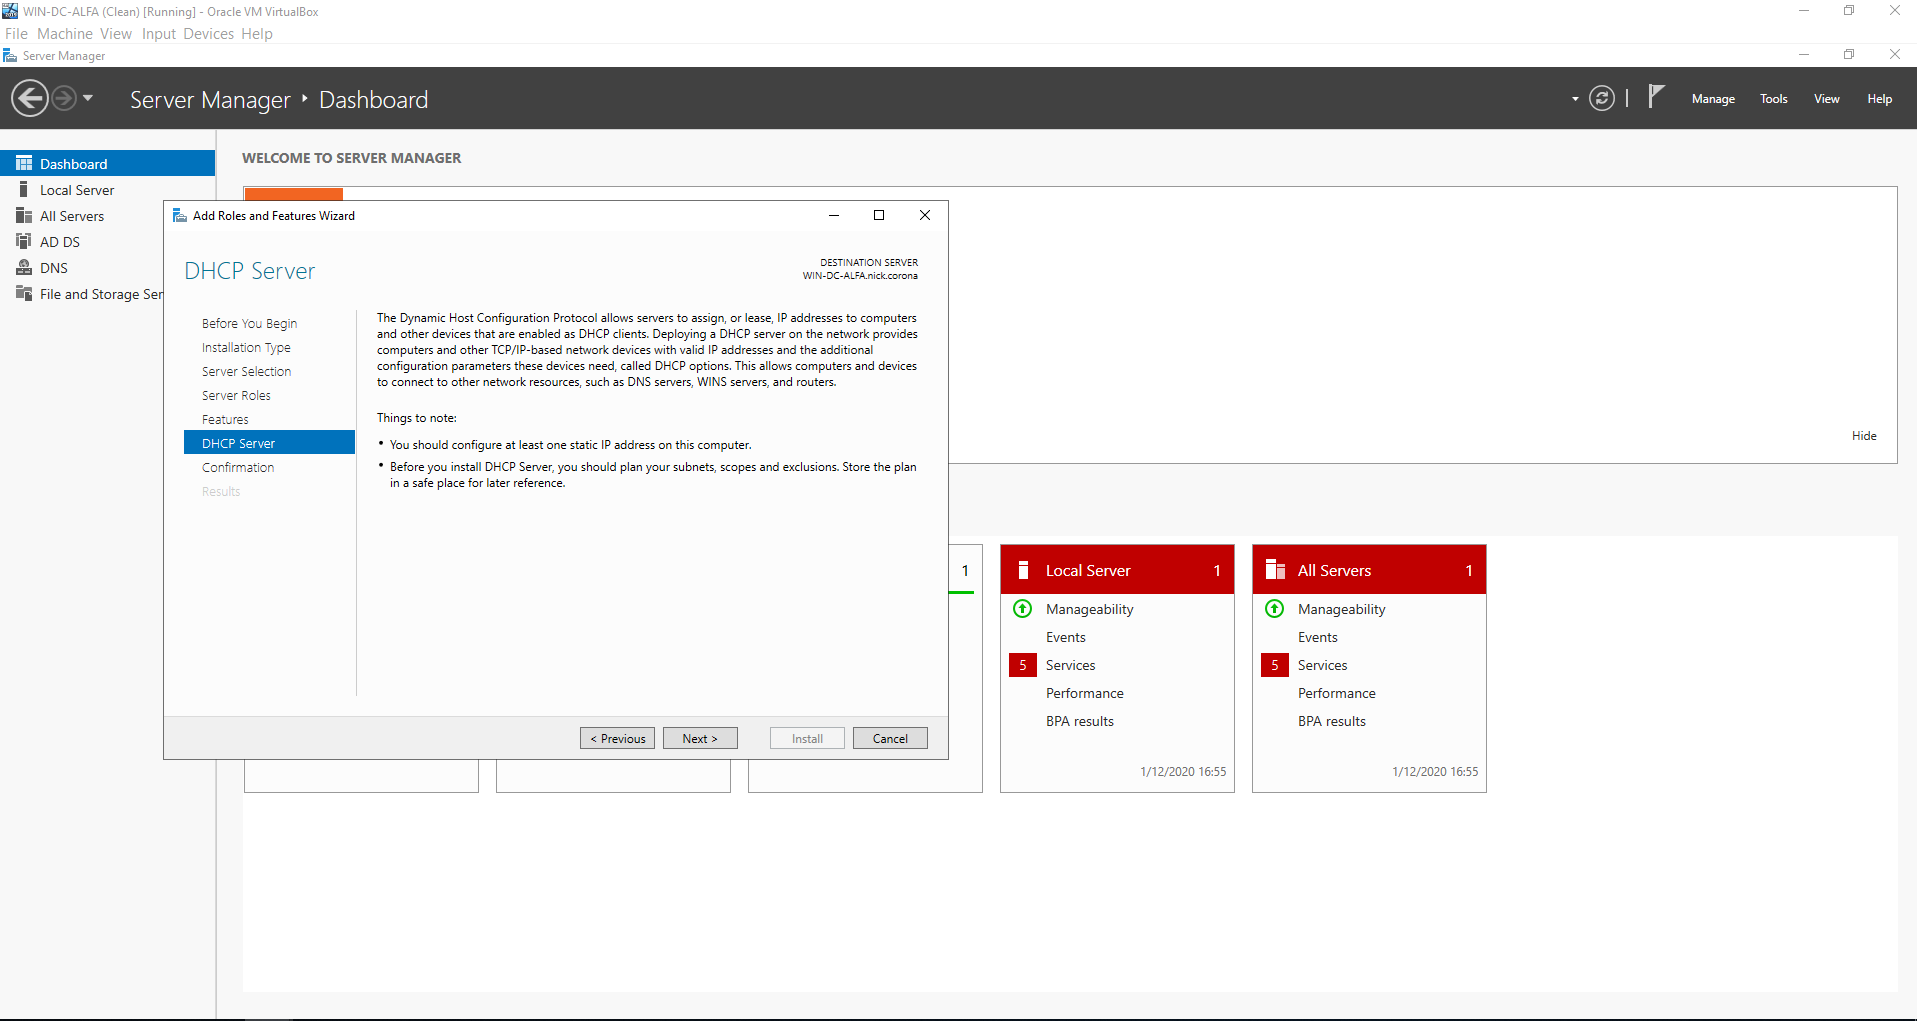 WIN-DC-ALFA (Clean) [Running] - Oracle VM VirtualBox
File Machine View Input Devices Help
Server Manager
Server Manager ‣ Dashboard
Manage Tools View Help
Dashboard
Local Server
All Servers
AD DS
DNS
File and Storage Ser
WELCOME TO SERVER MANAGER
Add Roles and Features Wizard
DHCP Server
DESTINATION SERVER
WIN-DC-ALFA.nick.corona
Before You Begin
Installation Type
Server Selection
Server Roles
Features
DHCP Server
Confirmation
Results
The Dynamic Host Configuration Protocol allows servers to assign, or lease, IP addresses to computers
and other devices that are enabled as DHCP clients. Deploying a DHCP server on the network provides
computers and other TCP/IP-based network devices with valid IP addresses and the additional
configuration parameters these devices need, called DHCP options. This allows computers and devices
to connect to other network resources, such as DNS servers, WINS servers, and routers.
Things to note:
• You should configure at least one static IP address on this computer.
• Before you install DHCP Server, you should plan your subnets, scopes and exclusions. Store the plan
in a safe place for later reference.
< Previous Next > Install Cancel
Hide
1
Local Server 1
Manageability
Events
5 Services
Performance
BPA results
1/12/2020 16:55
All Servers 1
Manageability
Events
5 Services
Performance
BPA results
1/12/2020 16:55